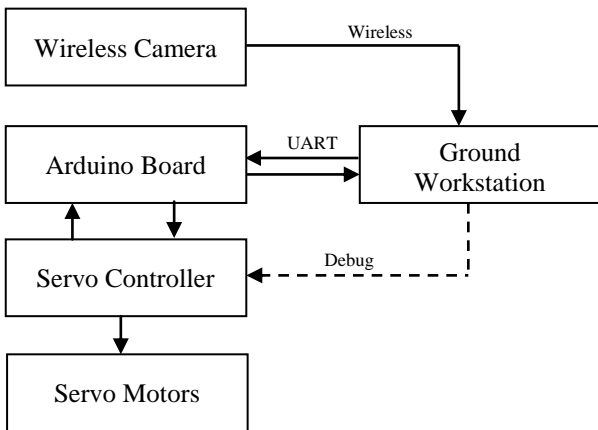 Wireless Camera
Wireless
Arduino Board
UART
Ground
Workstation
Servo Controller
Debug
Servo Motors